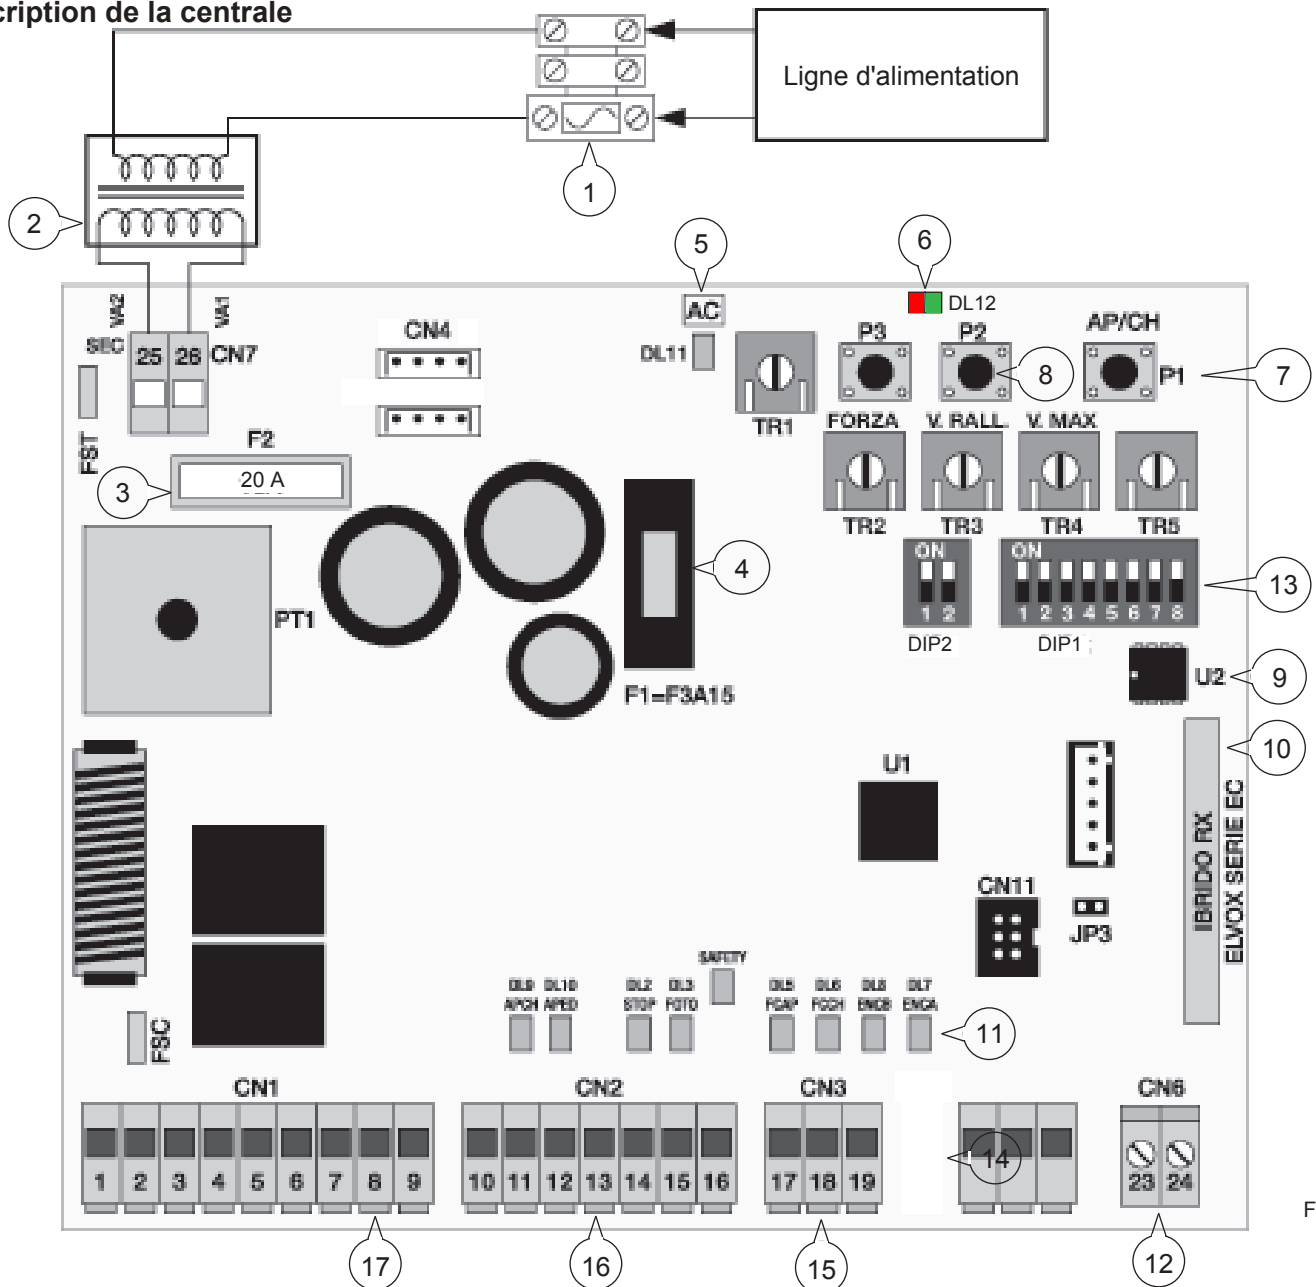 cription de la centrale
Ligne d'alimentation
1
2
5
6
AC
DL12
VA2
VA1
SEC
25
26
CN7
CN4
DL11
P3
P2
AP/CH
8
P1
7
FST
TR1
FORZA
V. RALL.
V. MAX
F2
20 A
3
TR2
TR3
TR4
TR5
4
ON
1 2
DIP2
ON
1 2 3 4 5 6 7 8
DIP1
13
PT1
F1=F3A15
U2
9
10
U1
IBRIDO RX
ELVOX SERIE EC
CN11
JP3
SAFETY
DL9
APCH
DL10
APED
DL2
STOP
DL3
FOTO
DL5
FCAP
DL6
FCCH
DL8
ENCB
DL7
ENCA
11
FSC
CN1
CN2
CN3
CN6
1 2 3 4 5 6 7 8 9
10 11 12 13 14 15 16
17 18 19
14
23 24
F
17
16
15
12